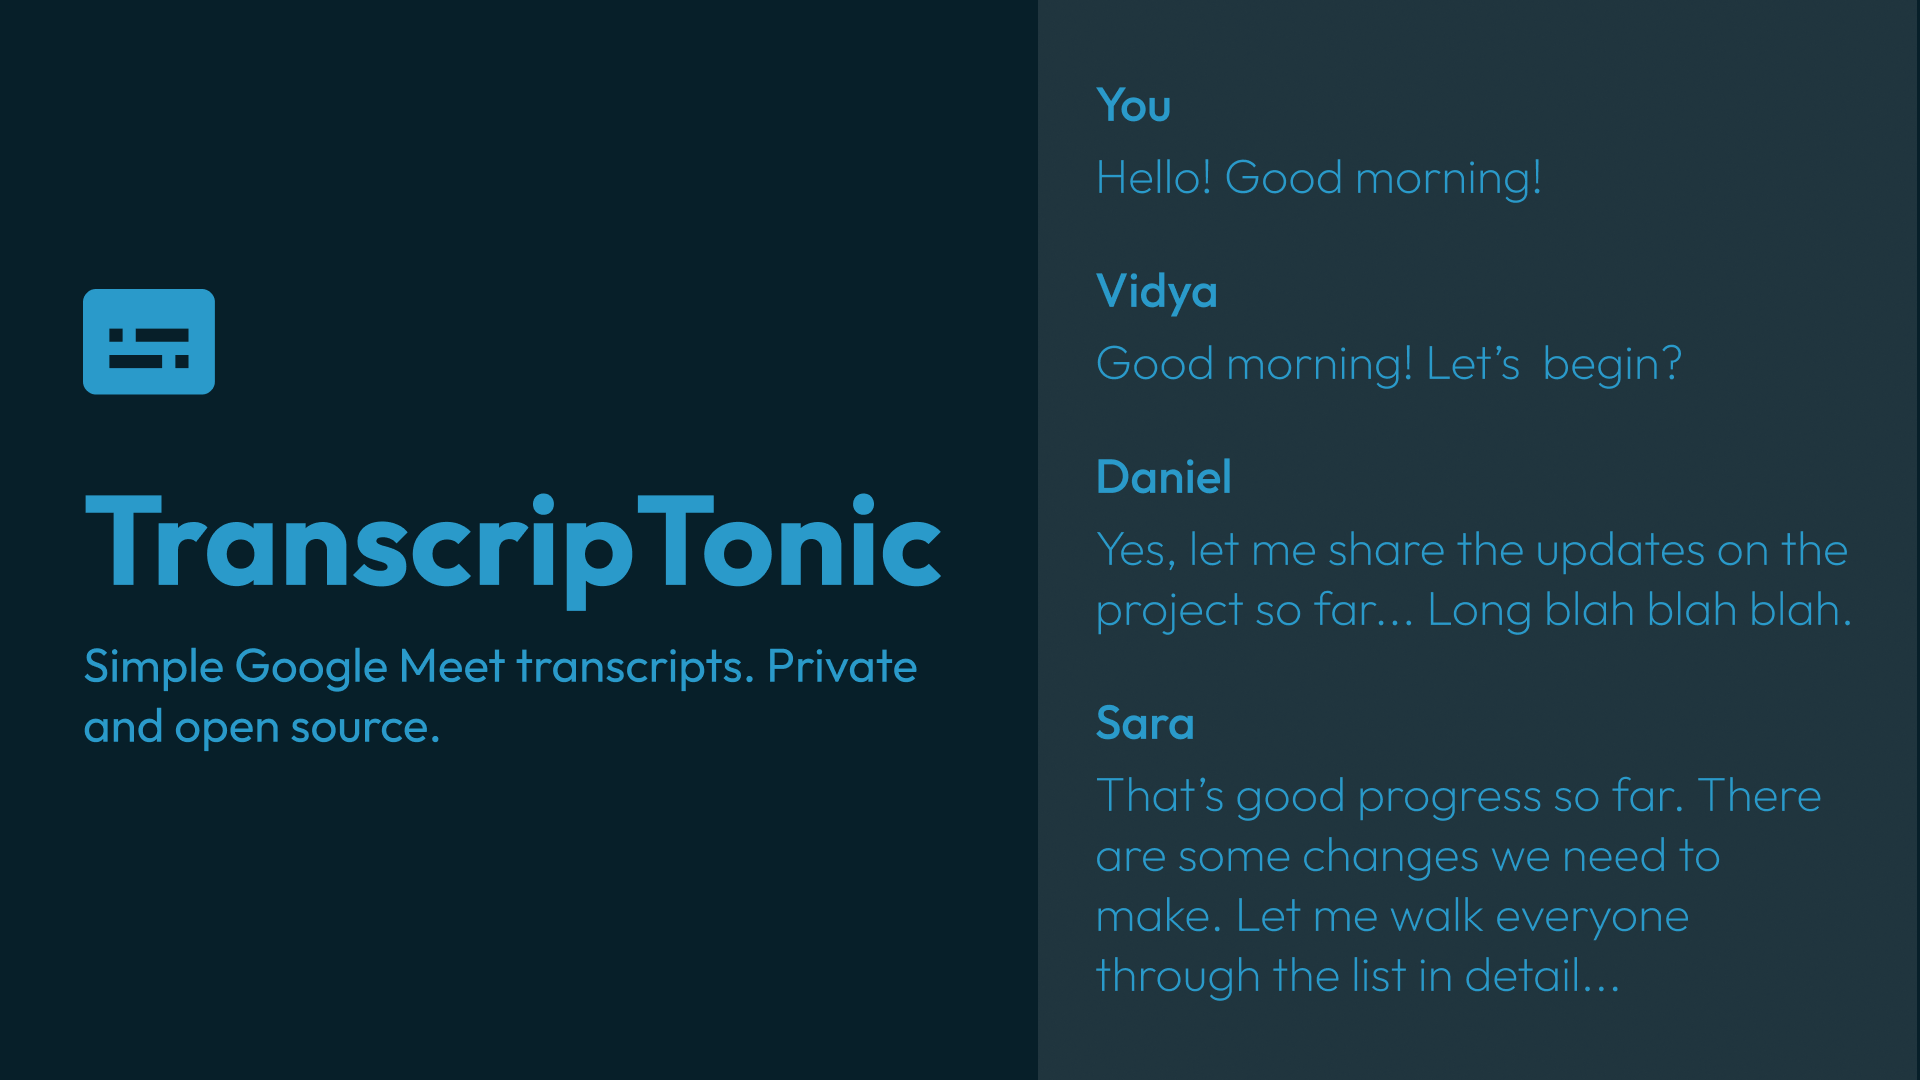 TranscripTonic
Simple Google Meet transcripts. Private
and open source.
You
Hello! Good morning!
Vidya
Good morning! Let’s  begin?
Daniel
Yes, let me share the updates on the
project so far... Long blah blah blah.
Sara
That’s good progress so far. There
are some changes we need to
make. Let me walk everyone
through the list in detail...